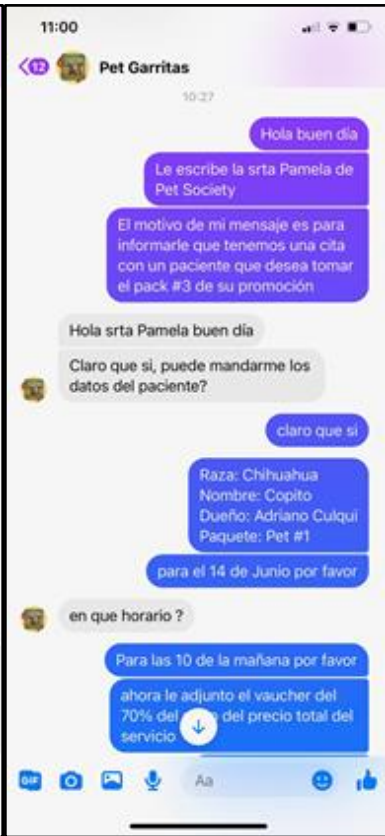 11:00
12
Pet Garritas
10:27
Hola buen día
Le escribe la srta Pamela de
Pet Society
El motivo de mi mensaje es para
informarle que tenemos una cita
con un paciente que desea tomar
el pack #3 de su promoción
Hola srta Pamela buen día
Claro que si, puede mandarme los
datos del paciente?
claro que si
Raza: Chihuahua
Nombre: Copito
Dueño: Adriano Culqui
Paquete: Pet #1
para el 14 de Junio por favor
en que horario ?
Para las 10 de la mañana por favor
ahora le adjunto el vaucher del
70% del del precio total del
servicio
GIF
Aa